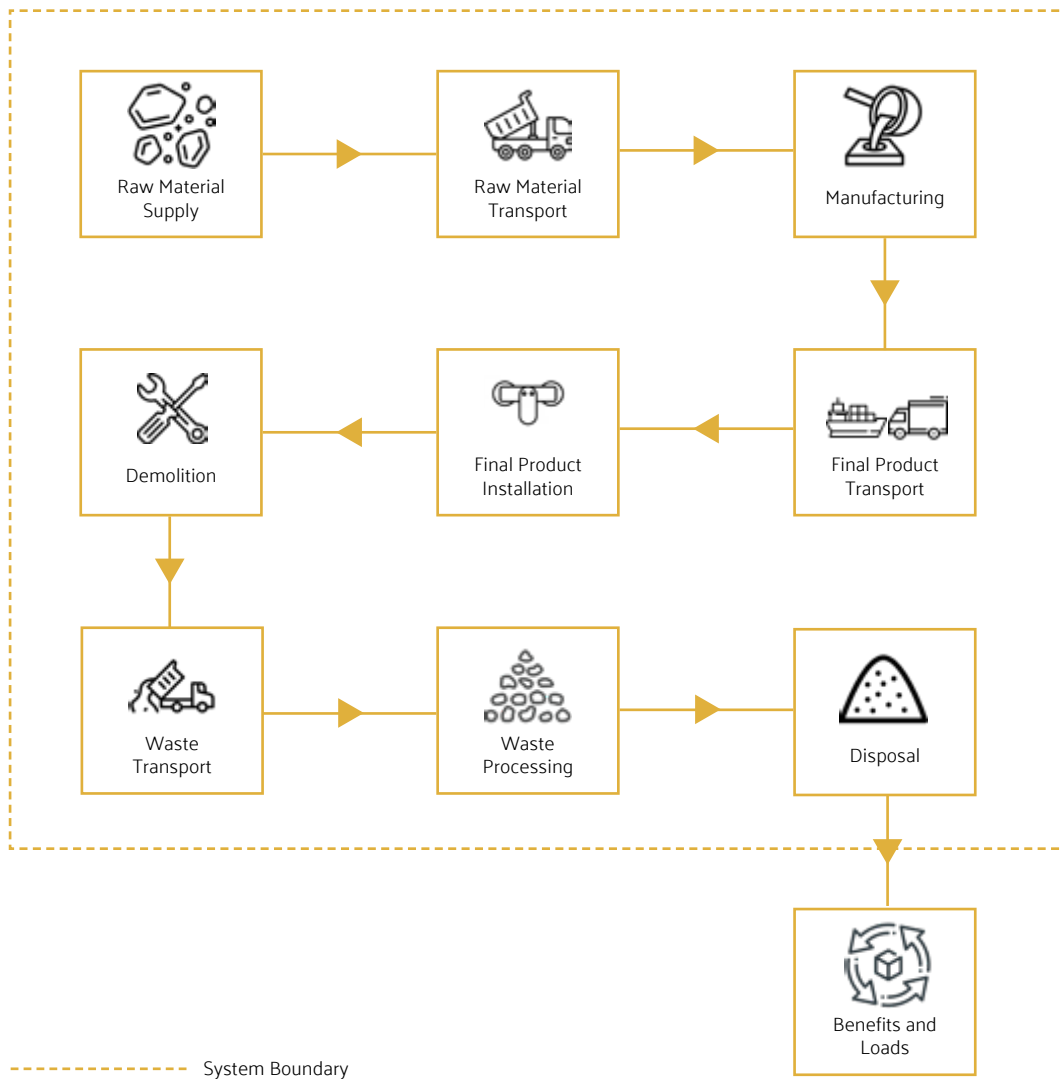 Raw Material
Supply
Raw Material
Transport
Manufacturing
Demolition
Final Product
Installation
Final Product
Transport
Waste
Transport
Waste
Processing
Disposal
Benefits and
Loads
System Boundary